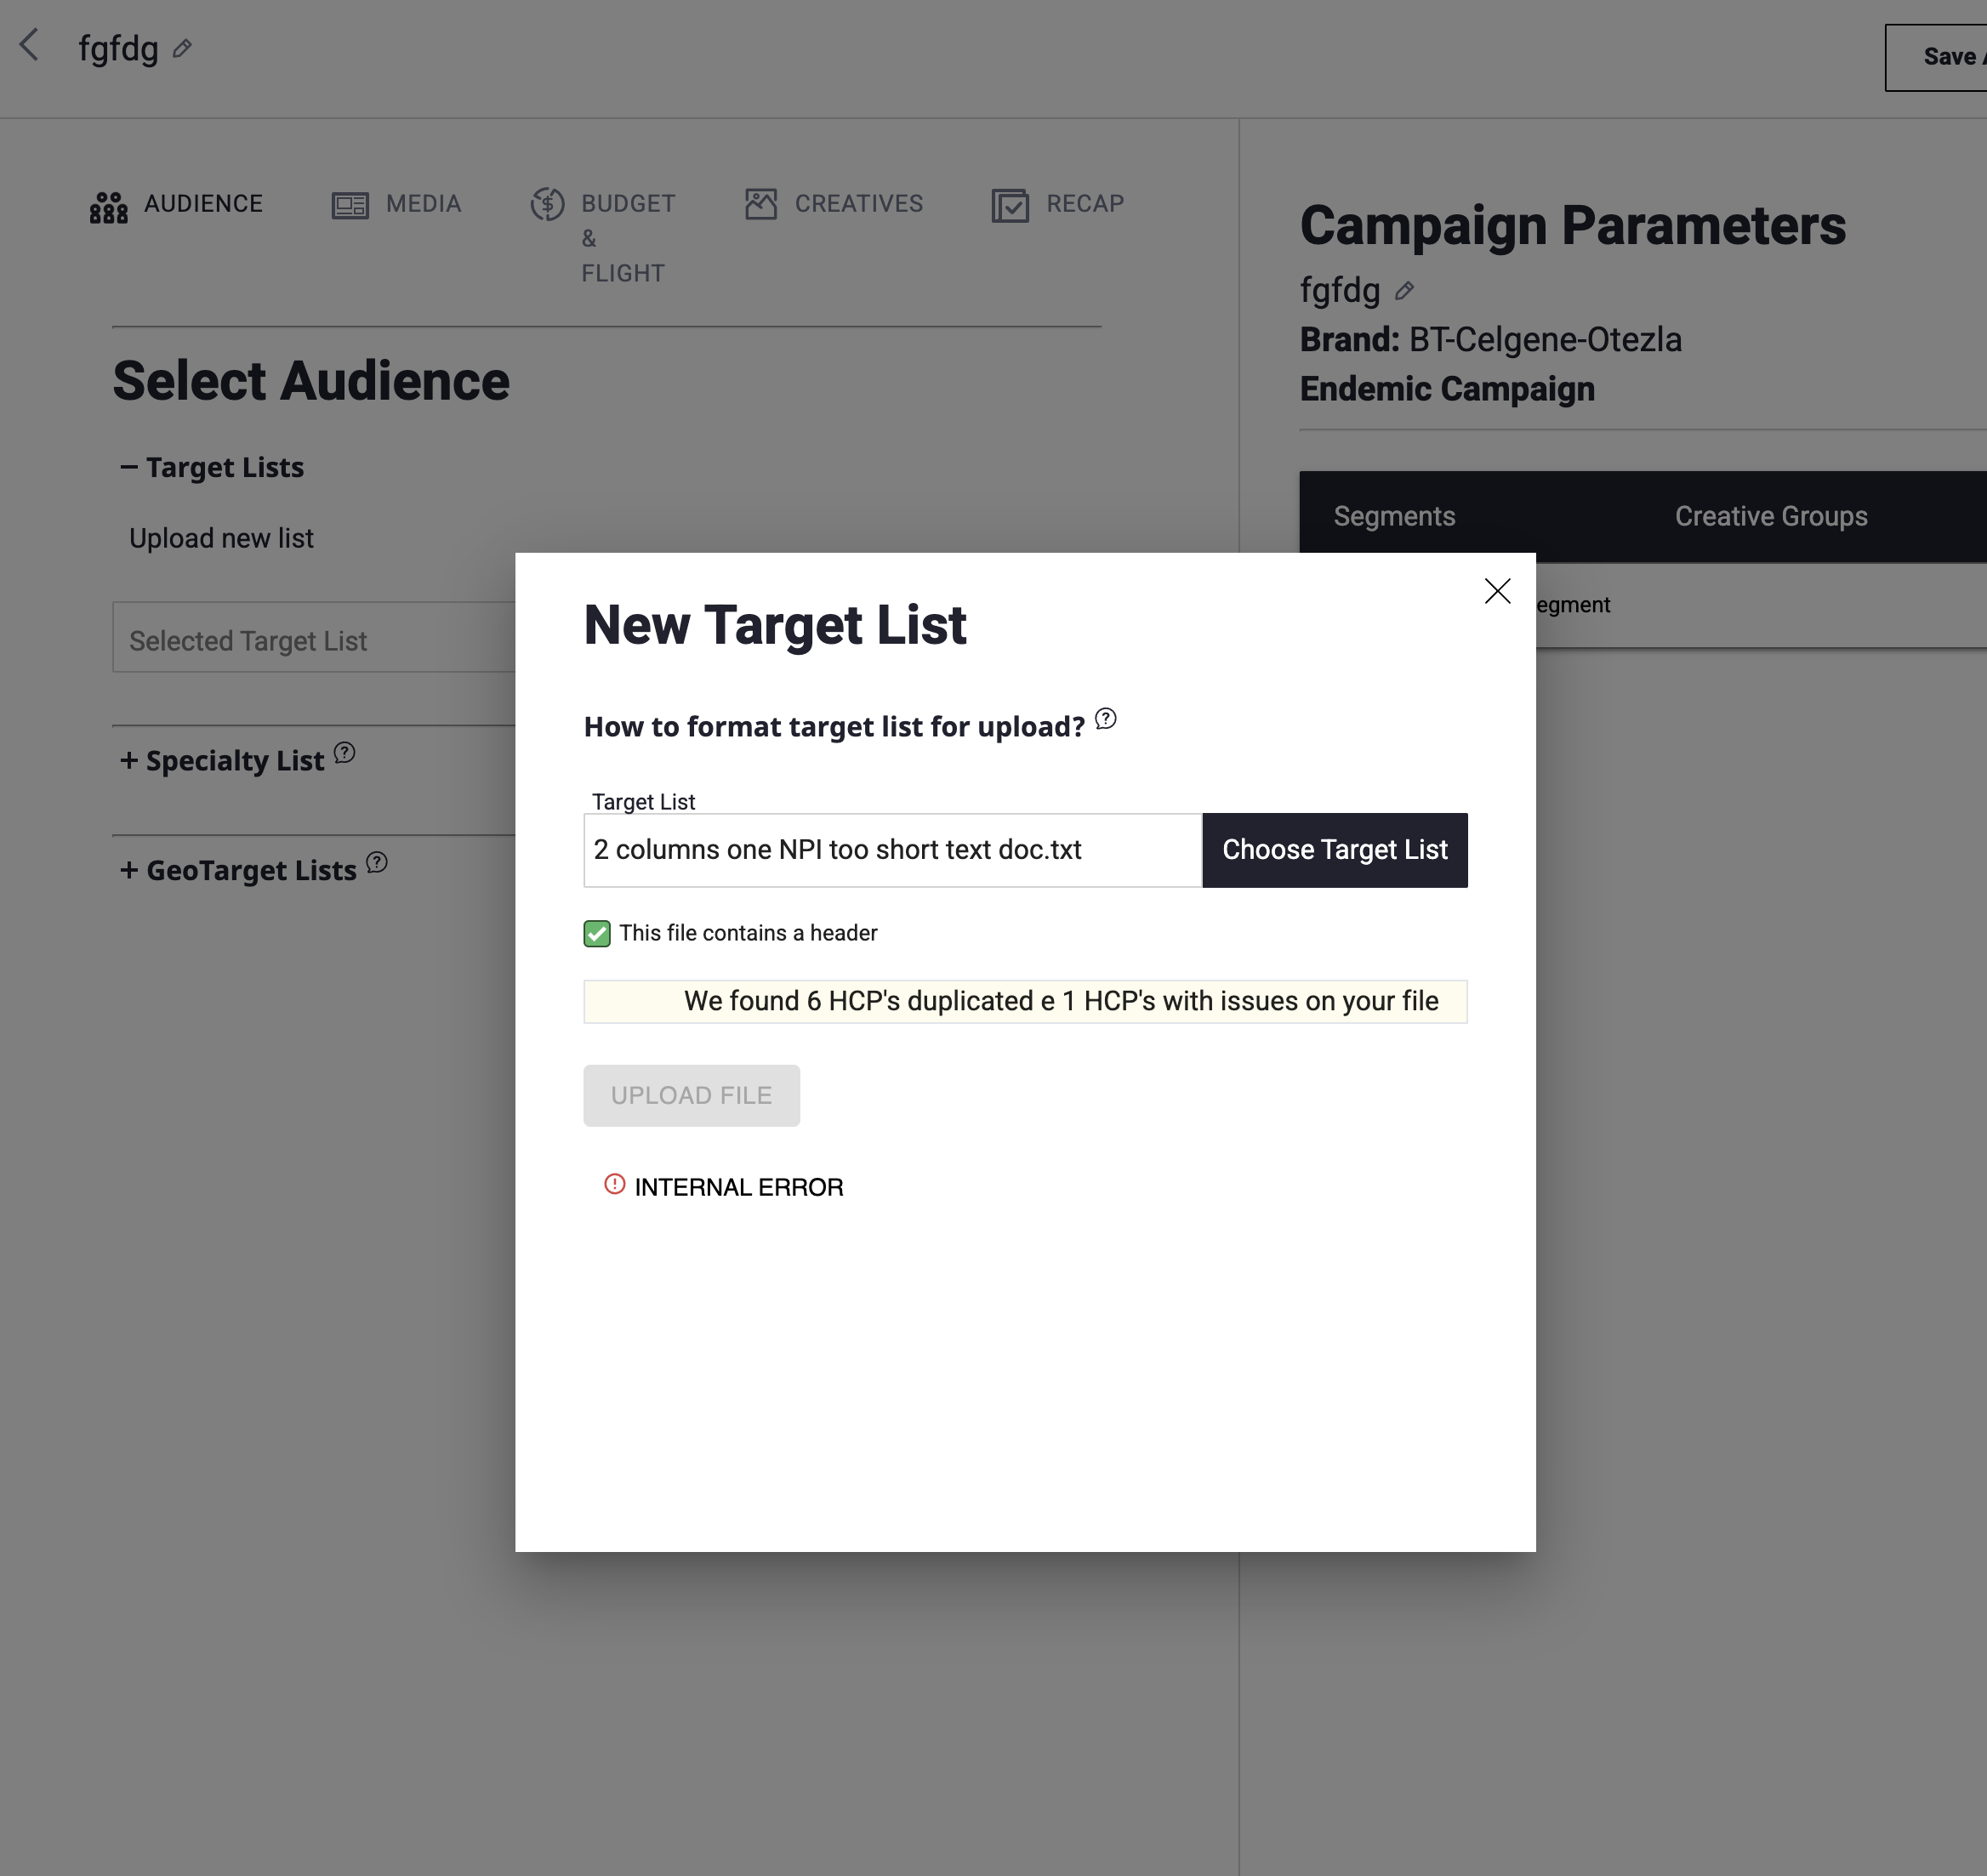 fgfdg
Save
AUDIENCE
MEDIA
BUDGET
&
FLIGHT
CREATIVES
RECAP
Select Audience
− Target Lists
Upload new list
Selected Target List
+ Specialty List
+ GeoTarget Lists
Campaign Parameters
fgfdg
Brand: BT-Celgene-Otezla
Endemic Campaign
Segments Creative Groups
egment
New Target List
How to format target list for upload?
Target List
2 columns one NPI too short text doc.txt
Choose Target List
This file contains a header
We found 6 HCP's duplicated e 1 HCP's with issues on your file
UPLOAD FILE
INTERNAL ERROR